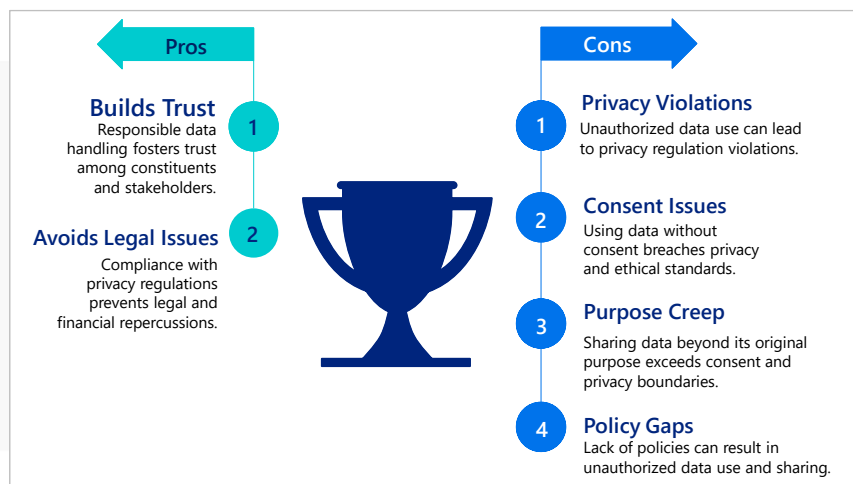 Pros
Builds Trust
1
Responsible data
handling fosters trust
among constituents
and stakeholders.
Avoids Legal Issues
2
Compliance with
privacy regulations
prevents legal and
financial repercussions.
Cons
1
Privacy Violations
Unauthorized data use can lead
to privacy regulation violations.
2
Consent Issues
Using data without
consent breaches privacy
and ethical standards.
3
Purpose Creep
Sharing data beyond its original
purpose exceeds consent and
privacy boundaries.
4
Policy Gaps
Lack of policies can result in
unauthorized data use and sharing.